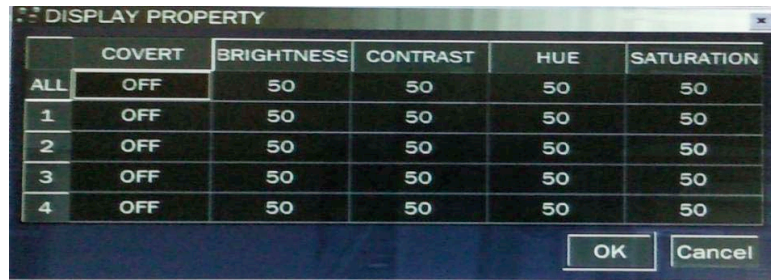 DISPLAY PROPERTY
COVERT BRIGHTNESS CONTRAST HUE SATURATION
ALL OFF 50 50 50 50
1 OFF 50 50 50 50
2 OFF 50 50 50 50
3 OFF 50 50 50 50
4 OFF 50 50 50 50
OK Cancel